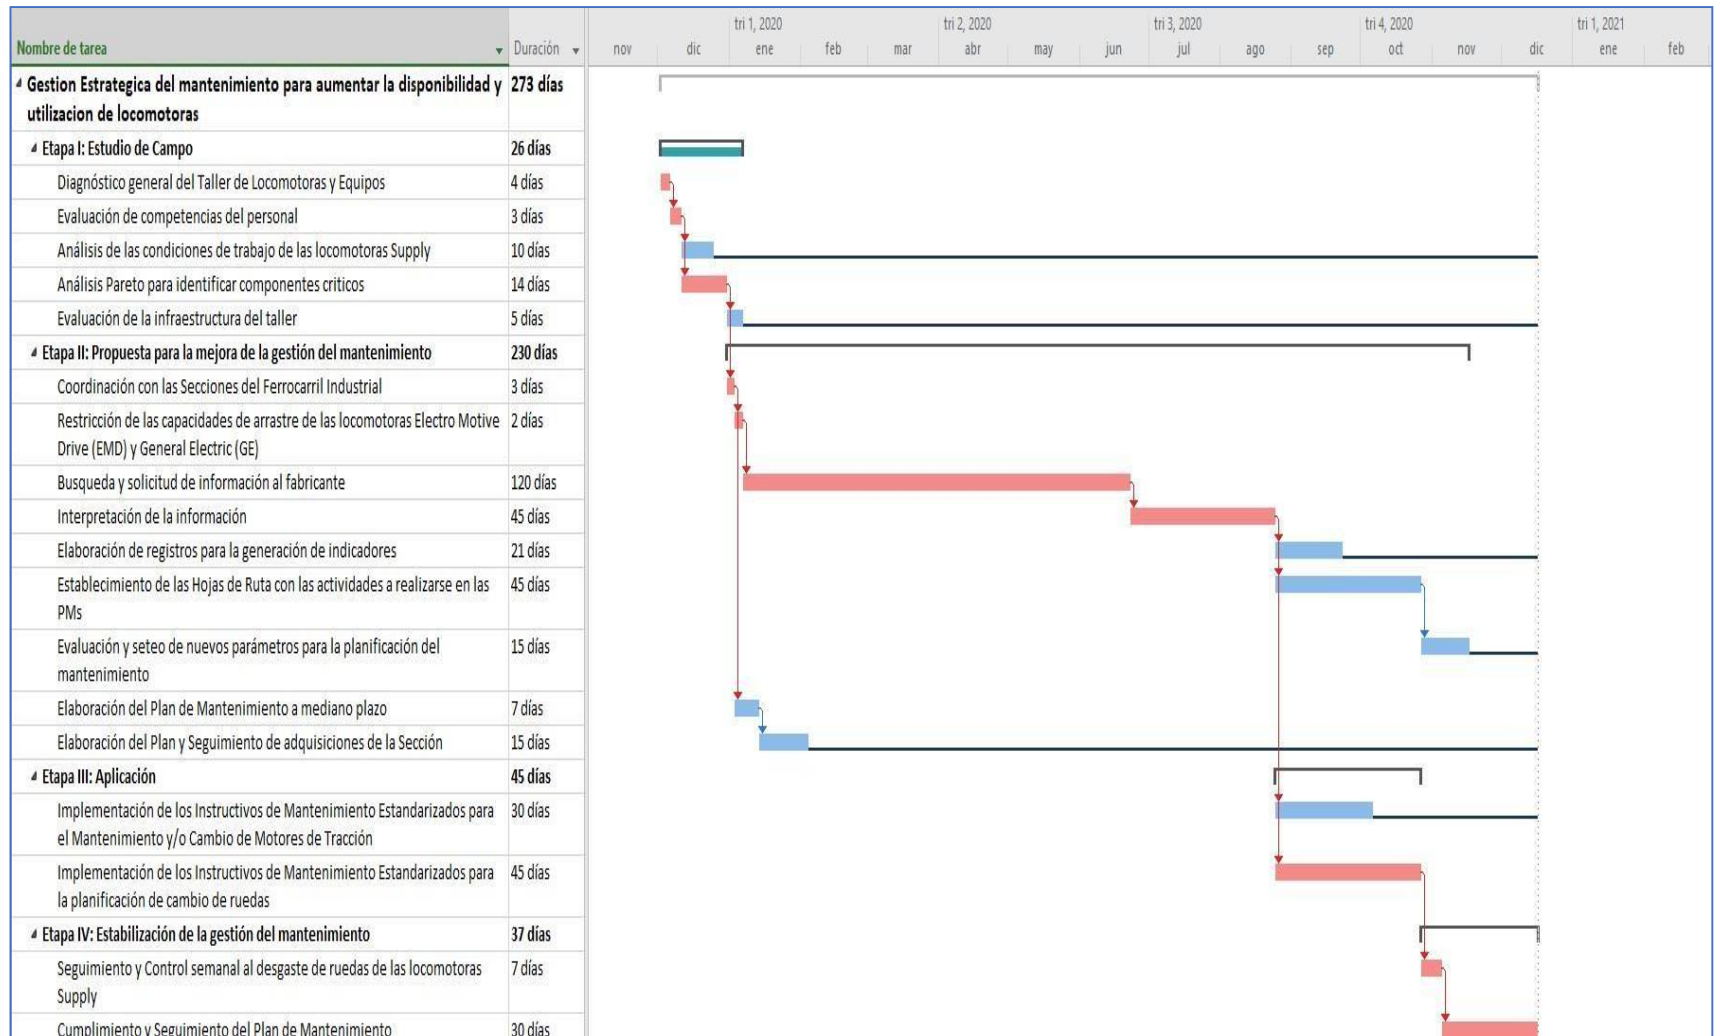 tri 1, 2020 tri 2, 2020 tri 3, 2020 tri 4, 2020 tri 1, 2021
Nombre de tarea Duración nov dic ene feb mar abr may jun jul ago sep oct nov dic ene feb
Gestion Estrategica del mantenimiento para aumentar la disponibilidad y 273 días
utilizacion de locomotoras
Etapa I: Estudio de Campo 26 días
Diagnóstico general del Taller de Locomotoras y Equipos 4 días
Evaluación de competencias del personal 3 días
Análisis de las condiciones de trabajo de las locomotoras Supply 10 días
Análisis Pareto para identificar componentes criticos 14 días
Evaluación de la infraestructura del taller 5 días
Etapa II: Propuesta para la mejora de la gestión del mantenimiento 230 días
Coordinación con las Secciones del Ferrocarril Industrial 3 días
Restricción de las capacidades de arrastre de las locomotoras Electro Motive 2 días
Drive (EMD) y General Electric (GE)
Busqueda y solicitud de información al fabricante 120 días
Interpretación de la información 45 días
Elaboración de registros para la generación de indicadores 21 días
Establecimiento de las Hojas de Ruta con las actividades a realizarse en las 45 días
PMs
Evaluación y seteo de nuevos parámetros para la planificación del 15 días
mantenimiento
Elaboración del Plan de Mantenimiento a mediano plazo 7 días
Elaboración del Plan y Seguimiento de adquisiciones de la Sección 15 días
Etapa III: Aplicación 45 días
Implementación de los Instructivos de Mantenimiento Estandarizados para 30 días
el Mantenimiento y/o Cambio de Motores de Tracción
Implementación de los Instructivos de Mantenimiento Estandarizados para 45 días
la planificación de cambio de ruedas
Etapa IV: Estabilización de la gestión del mantenimiento 37 días
Seguimiento y Control semanal al desgaste de ruedas de las locomotoras 7 días
Supply
Cumplimiento y Seguimiento del Plan de Mantenimiento 30 días